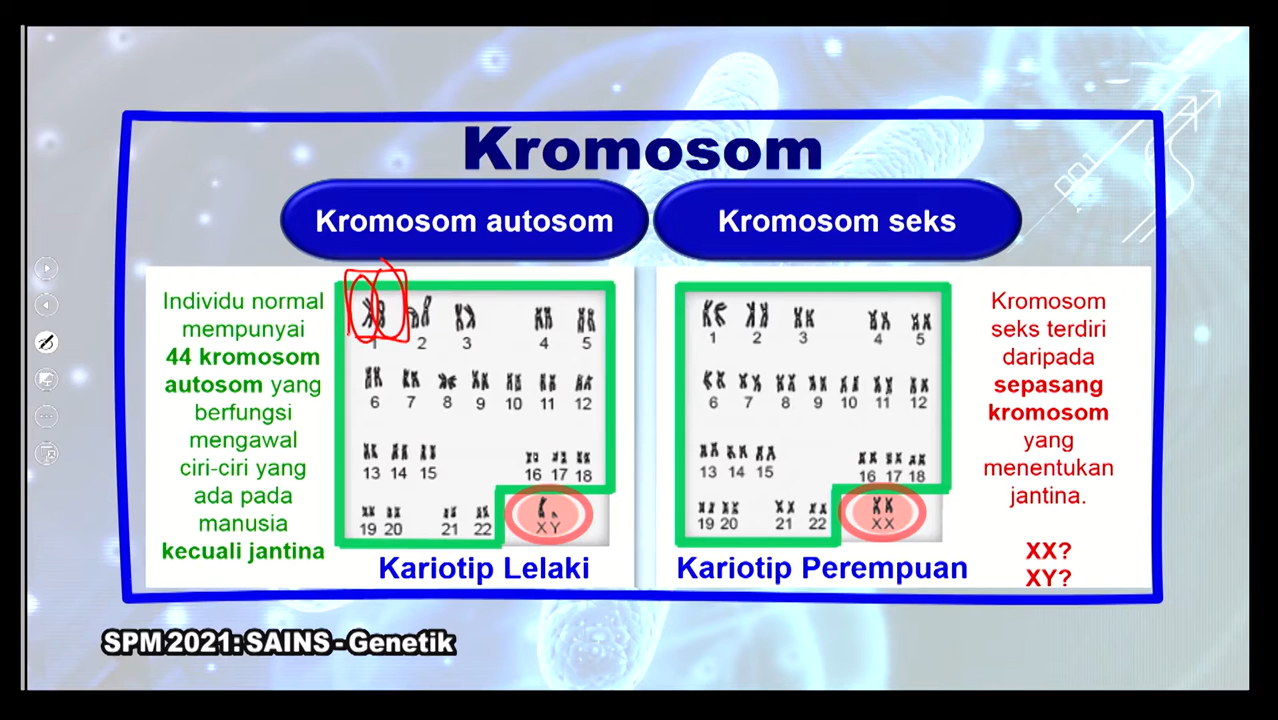 Kromosom
Kromosom autosom
Kromosom seks
Individu normal
mempunyai
44 kromosom
autosom yang
berfungsi
mengawal
ciri-ciri yang
ada pada
manusia
kecuali jantina
1 2 3 4 5
6 7 8 9 10 11 12
13 14 15 16 17 18
19 20 21 22 X Y
Kariotip Lelaki
1 2 3 4 5
6 7 8 9 10 11 12
13 14 15 16 17 18
19 20 21 22 X X
Kariotip Perempuan
Kromosom
seks terdiri
daripada
sepasang
kromosom
yang
menentukan
jantina.
XX?
XY?
001
SPM 2021: SAINS - Genetik